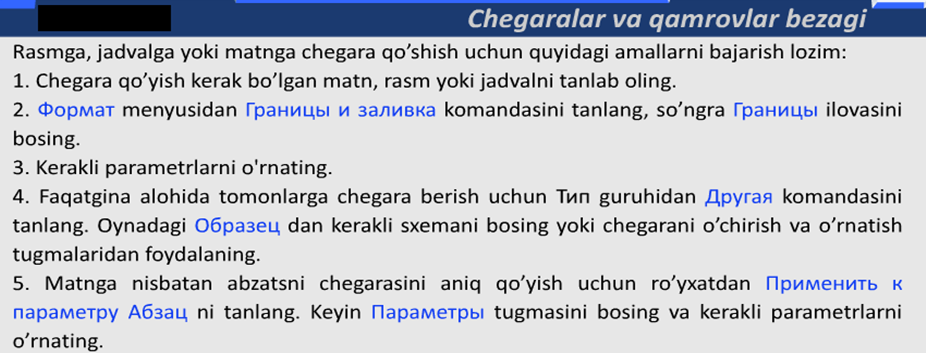 Chegaralar va qamrovlar bezagi
Rasmga, jadvalga yoki matnga chegara qo’shish uchun quyidagi amallarni bajarish lozim:
1. Chegara qo’yish kerak bo’lgan matn, rasm yoki jadvalni tanlab oling.
2. Формат menyusidan Границы и заливка komandasini tanlang, so’ngra Границы ilovasini
bosing.
3. Kerakli parametrlarni o'rnating.
4. Faqatgina alohida tomonlarga chegara berish uchun Тип guruhidan Другая komandasini
tanlang. Oynadagi Образец dan kerakli sxemani bosing yoki chegarani o’chirish va o’rnatish
tugmalaridan foydalaning.
5. Matnga nisbatan abzatsni chegarasini aniq qo’yish uchun ro’yxatdan Применить к
параметру Абзац ni tanlang. Keyin Параметры tugmasini bosing va kerakli parametrlarni
o’rnating.